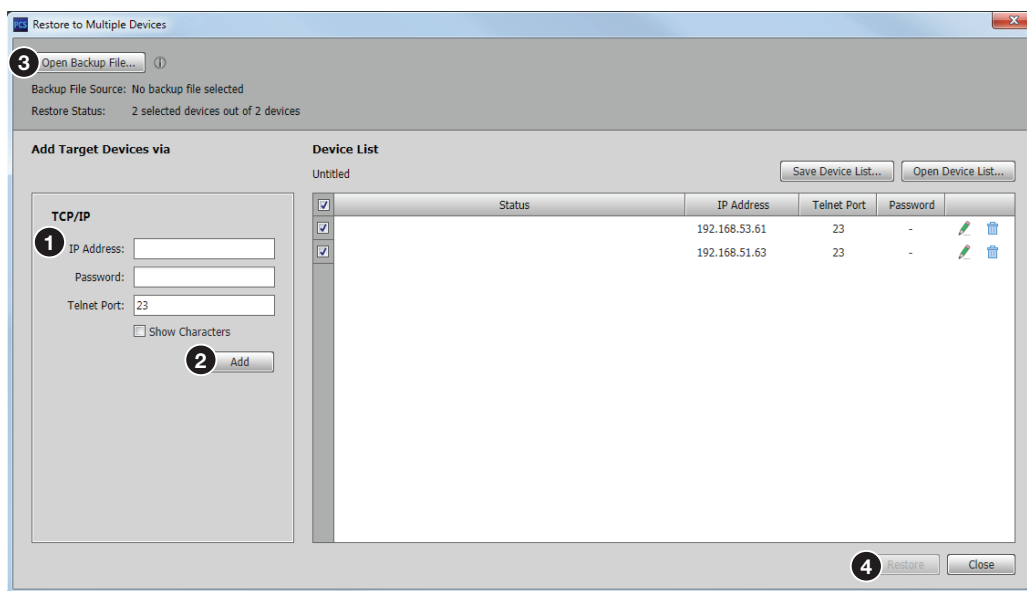 PCS Restore to Multiple Devices
X
3 Open Backup File... i
Backup File Source: No backup file selected
Restore Status: 2 selected devices out of 2 devices
Add Target Devices via
Device List
Untitled
Save Device List... Open Device List...
TCP/IP
1 IP Address:
Password:
Telnet Port: 23
Show Characters
2 Add
Status IP Address Telnet Port Password
192.168.53.61 23 -
192.168.51.63 23 -
4 Restore Close